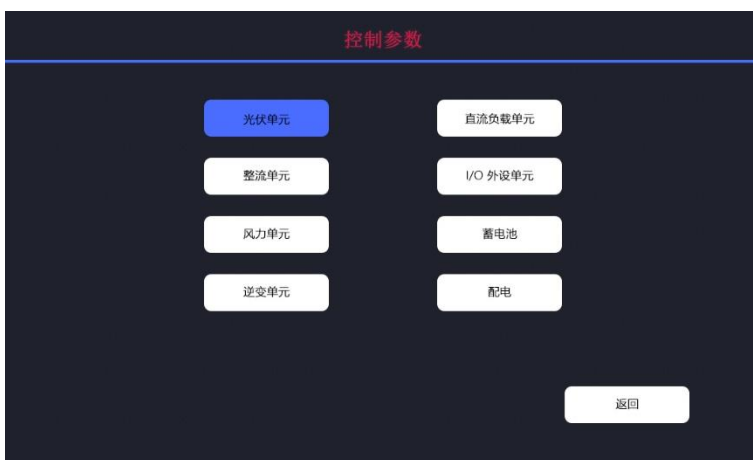 控制参数
光伏单元
直流负载单元
整流单元
I/O 外设单元
风力单元
蓄电池
逆变单元
配电
返回